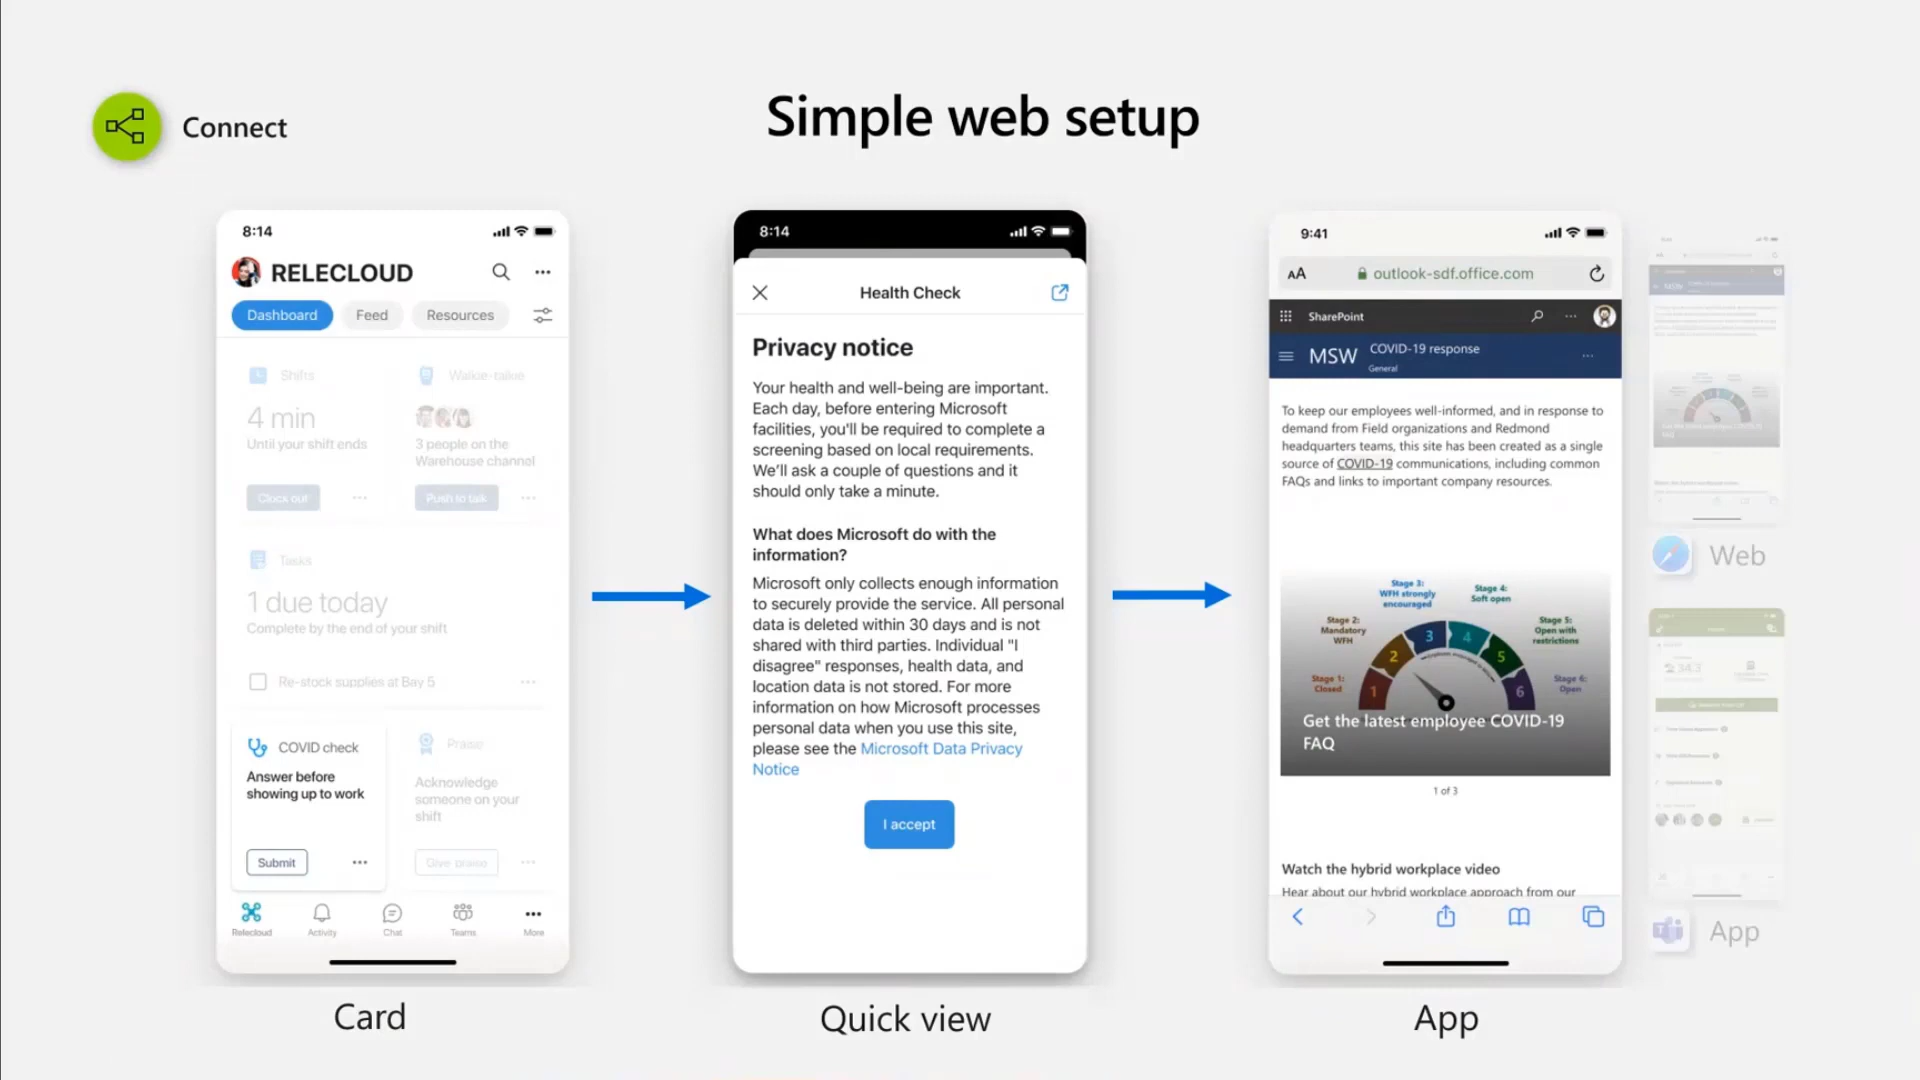 Connect
Simple web setup
8:14
RELECLOUD
Dashboard
Feed
Resources
Shifts
4 min
Until your shift ends
Clock out
Walkie-talkie
3 people on the
Warehouse channel
Push to talk
Tasks
1 due today
Complete by the end of your shift
Re-stock supplies at Bay 5
COVID check
Answer before
showing up to work
Submit
Praise
Acknowledge
someone on your
shift
Give praise
Relecloud
Activity
Chat
Teams
More
Card
8:14
Health Check
Privacy notice
Your health and well-being are important.
Each day, before entering Microsoft
facilities, you'll be required to complete a
screening based on local requirements.
We'll ask a couple of questions and it
should only take a minute.
What does Microsoft do with the
information?
Microsoft only collects enough information
to securely provide the service. All personal
data is deleted within 30 days and is not
shared with third parties. Individual "I
disagree" responses, health data, and
location data is not stored. For more
information on how Microsoft processes
personal data when you use this site,
please see the Microsoft Data Privacy
Notice
I accept
Quick view
9:41
AA
outlook-sdf.office.com
SharePoint
MSW
COVID-19 response
General
To keep our employees well-informed, and in response to
demand from Field organizations and Redmond
headquarters teams, this site has been created as a single
source of COVID-19 communications, including common
FAQs and links to important company resources.
Stage 1:
Closed
Stage 2:
Mandatory
WFH
Stage 3:
WFH strongly
encouraged
Stage 4:
Soft open
Stage 5:
Open with
restrictions
Stage 6:
Open
1
2
3
4
5
6
Get the latest employee COVID-19
FAQ
1 of 3
Watch the hybrid workplace video
Hear about our hybrid workplace approach from our
App
Web
App